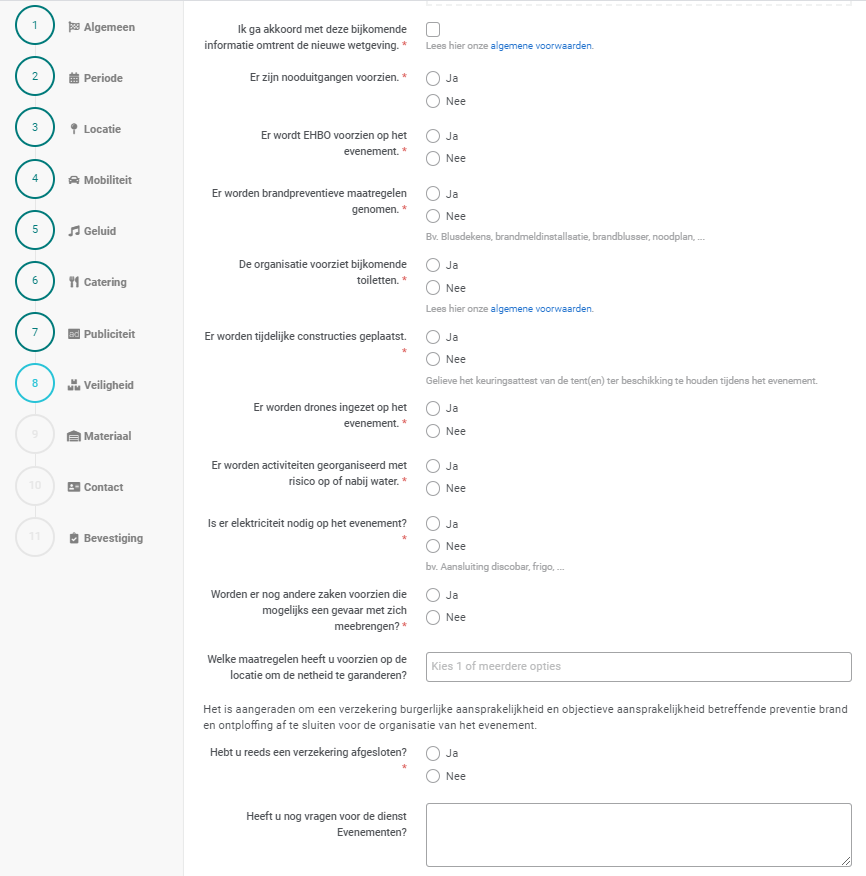 1 Algemeen
2 Periode
3 Locatie
4 Mobiliteit
5 Geluid
6 Catering
7 Publiciteit
8 Veiligheid
9 Materiaal
10 Contact
11 Bevestiging
Ik ga akkoord met deze bijkomende
informatie omtrent de nieuwe wetgeving. *
Lees hier onze algemene voorwaarden.
Er zijn nooduitgangen voorzien. *
Ja
Nee
Er wordt EHBO voorzien op het
evenement. *
Ja
Nee
Er worden brandpreventieve maatregelen
genomen. *
Ja
Nee
Bv. Blusdekens, brandmeldinstallsatie, brandblusser, noodplan, ...
De organisatie voorziet bijkomende
toiletten. *
Ja
Nee
Lees hier onze algemene voorwaarden.
Er worden tijdelijke constructies geplaatst.
*
Ja
Nee
Gelieve het keuringsattest van de tent(en) ter beschikking te houden tijdens het evenement.
Er worden drones ingezet op het
evenement. *
Ja
Nee
Er worden activiteiten georganiseerd met
risico op of nabij water. *
Ja
Nee
Is er elektriciteit nodig op het evenement?
*
Ja
Nee
bv. Aansluiting discobar, frigo, ...
Worden er nog andere zaken voorzien die
mogelijks een gevaar met zich
meebrengen? *
Ja
Nee
Welke maatregelen heeft u voorzien op de
locatie om de netheid te garanderen?
Kies 1 of meerdere opties
Het is aangeraden om een verzekering burgerlijke aansprakelijkheid en objectieve aansprakelijkheid betreffende preventie brand
en ontploffing af te sluiten voor de organisatie van het evenement.
Hebt u reeds een verzekering afgesloten?
*
Ja
Nee
Heeft u nog vragen voor de dienst
Evenementen?